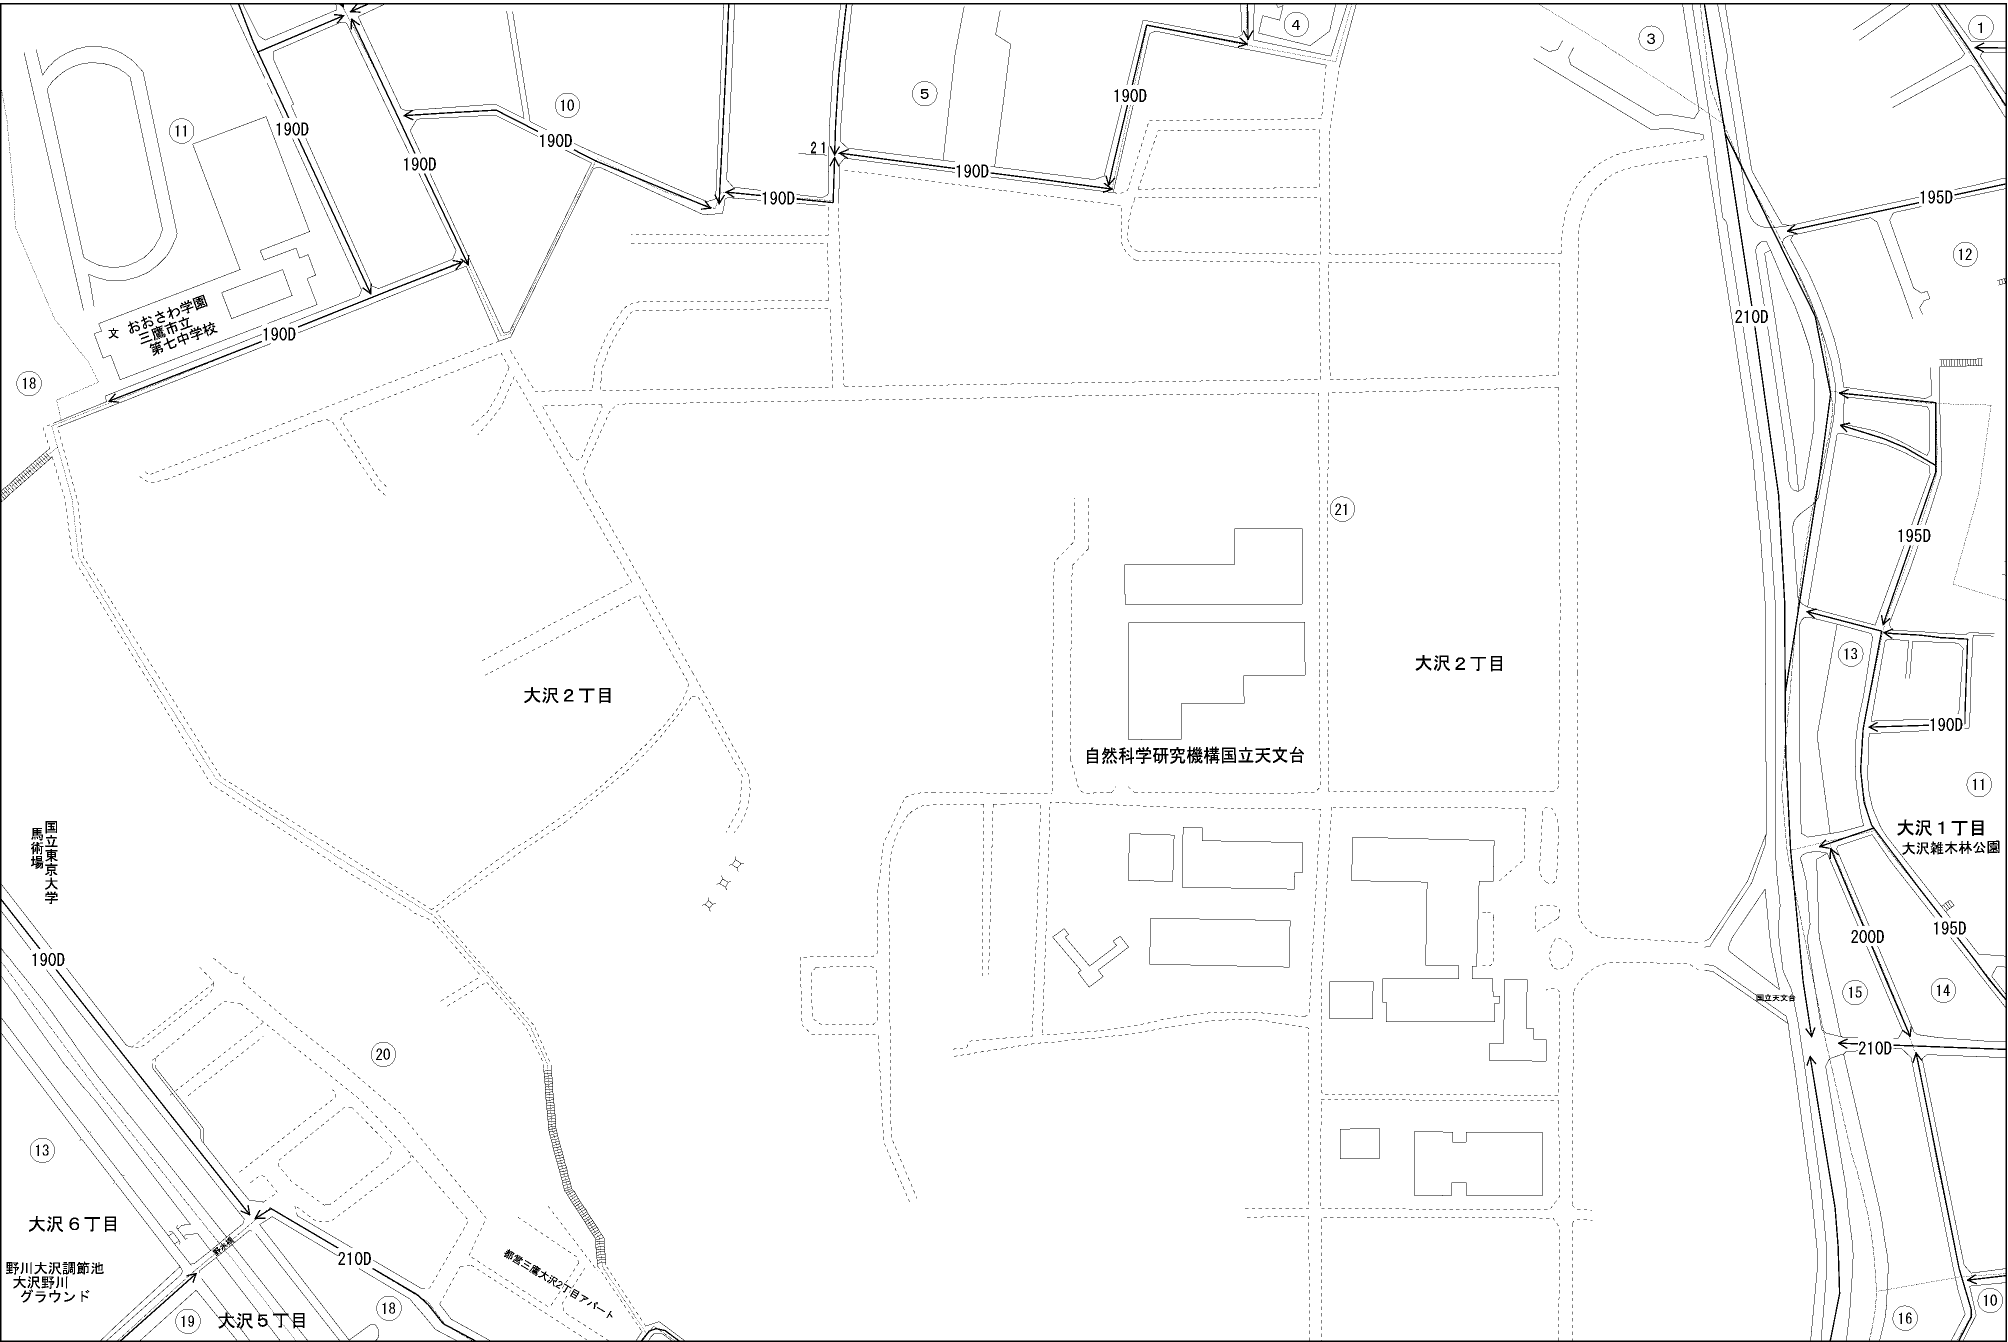 ④
③
①
⑤
⑩
⑪
190D
190D
190D
190D
21
190D
190D
190D
195D
⑫
おおさわ学園
三鷹市立
第七中学校
文
190D
210D
⑱
㉑
195D
大沢２丁目
大沢２丁目
⑬
190D
自然科学研究機構国立天文台
⑪
国立東京大学
馬術場
大沢１丁目
大沢雑木林公園
195D
200D
190D
⑮
⑭
国立天文台
210D
⑳
⑬
大沢６丁目
野水橋
210D
都営三鷹大沢2丁目アパート
野川大沢調節池
大沢野川
グラウンド
⑲
大沢５丁目
⑱
⑯
⑩